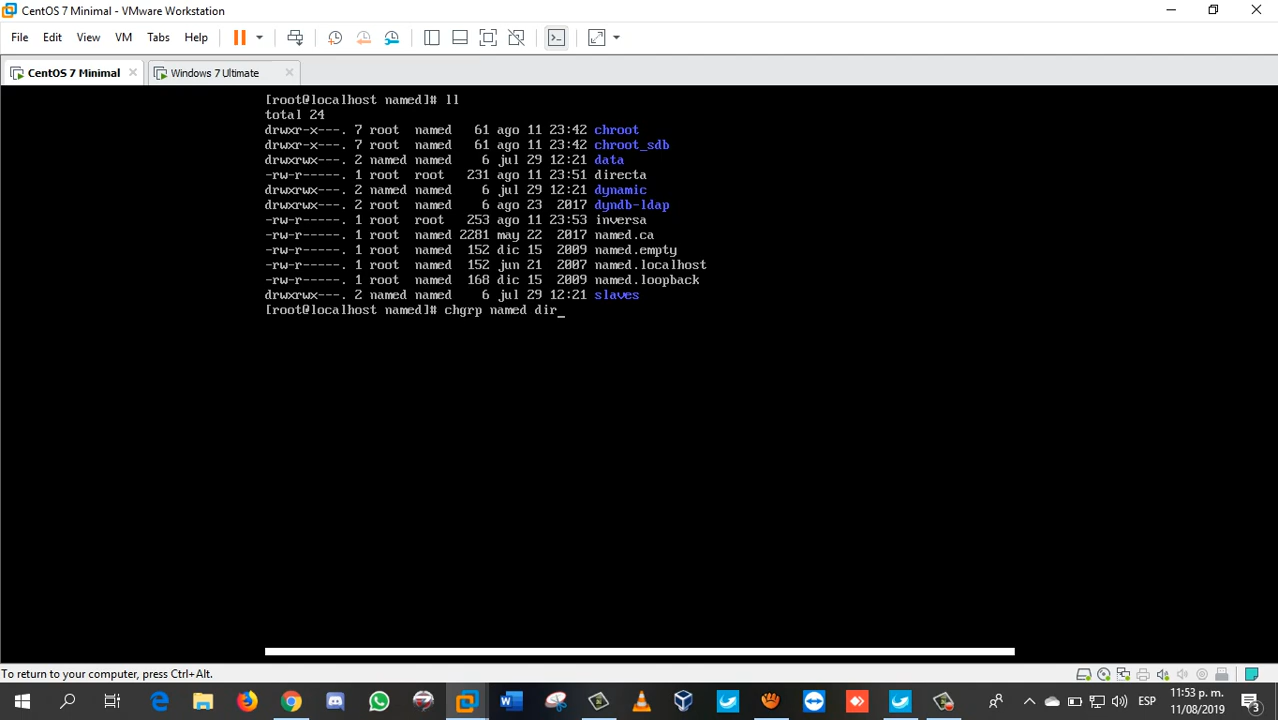 CentOS 7 Minimal - VMware Workstation
File Edit View VM Tabs Help
CentOS 7 Minimal Windows 7 Ultimate
[root@localhost named]# ll
total 24
drwxr-x---. 7 root named 61 ago 11 23:42 chroot
drwxr-x---. 7 root named 61 ago 11 23:42 chroot_sdb
drwxrwx---. 2 named named 6 jul 29 12:21 data
-rw-r-----. 1 root root 231 ago 11 23:51 directa
drwxrwx---. 2 named named 6 jul 29 12:21 dynamic
drwxrwx---. 2 root named 6 ago 23 2017 dyndb-ldap
-rw-r-----. 1 root root 253 ago 11 23:53 inversa
-rw-r-----. 1 root named 2281 may 22 2017 named.ca
-rw-r-----. 1 root named 152 dic 15 2009 named.empty
-rw-r-----. 1 root named 152 jun 21 2007 named.localhost
-rw-r-----. 1 root named 168 dic 15 2009 named.loopback
drwxrwx---. 2 named named 6 jul 29 12:21 slaves
[root@localhost named]# chgrp named dir_
To return to your computer, press Ctrl+Alt.
ESP
11:53 p. m.
11/08/2019
3